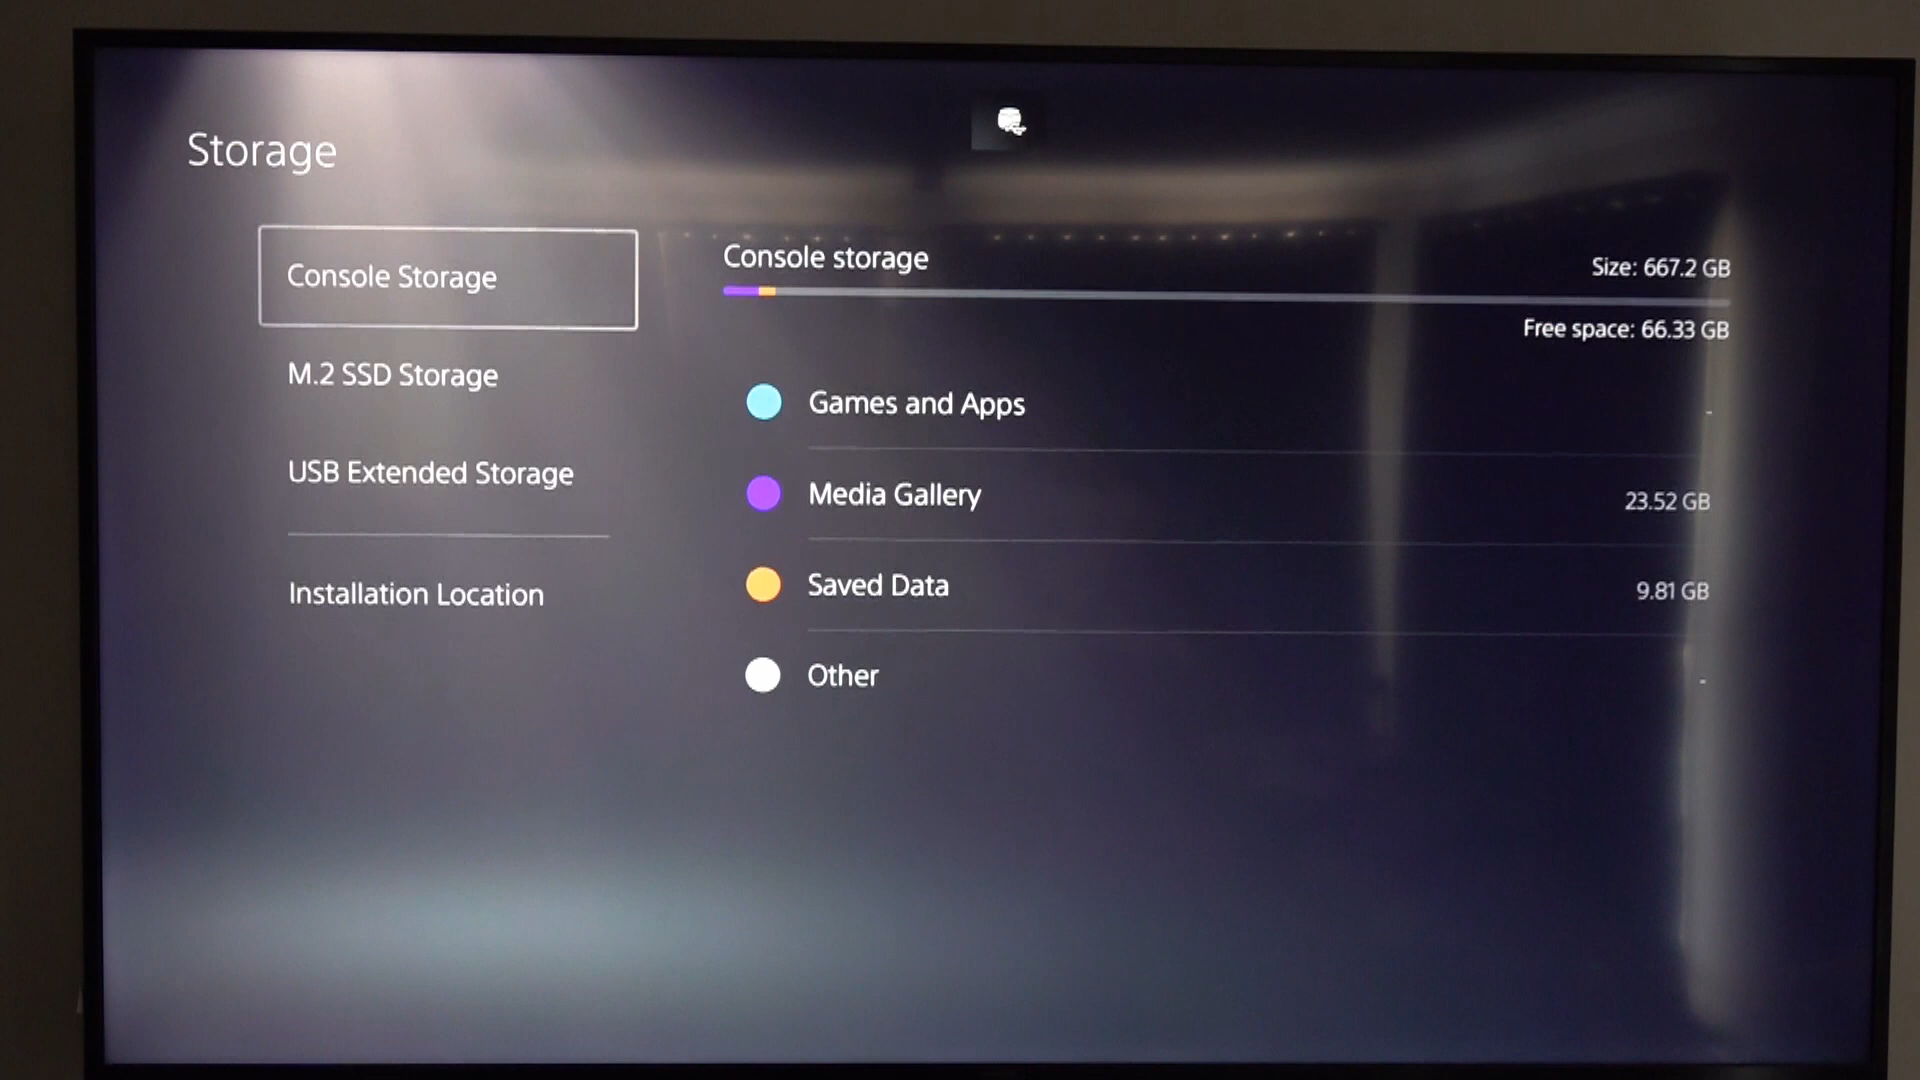 Storage
Console Storage
M.2 SSD Storage
USB Extended Storage
Installation Location
Console storage
Size: 667.2 GB
Free space: 66.33 GB
Games and Apps -
Media Gallery 23.52 GB
Saved Data 9.81 GB
Other -